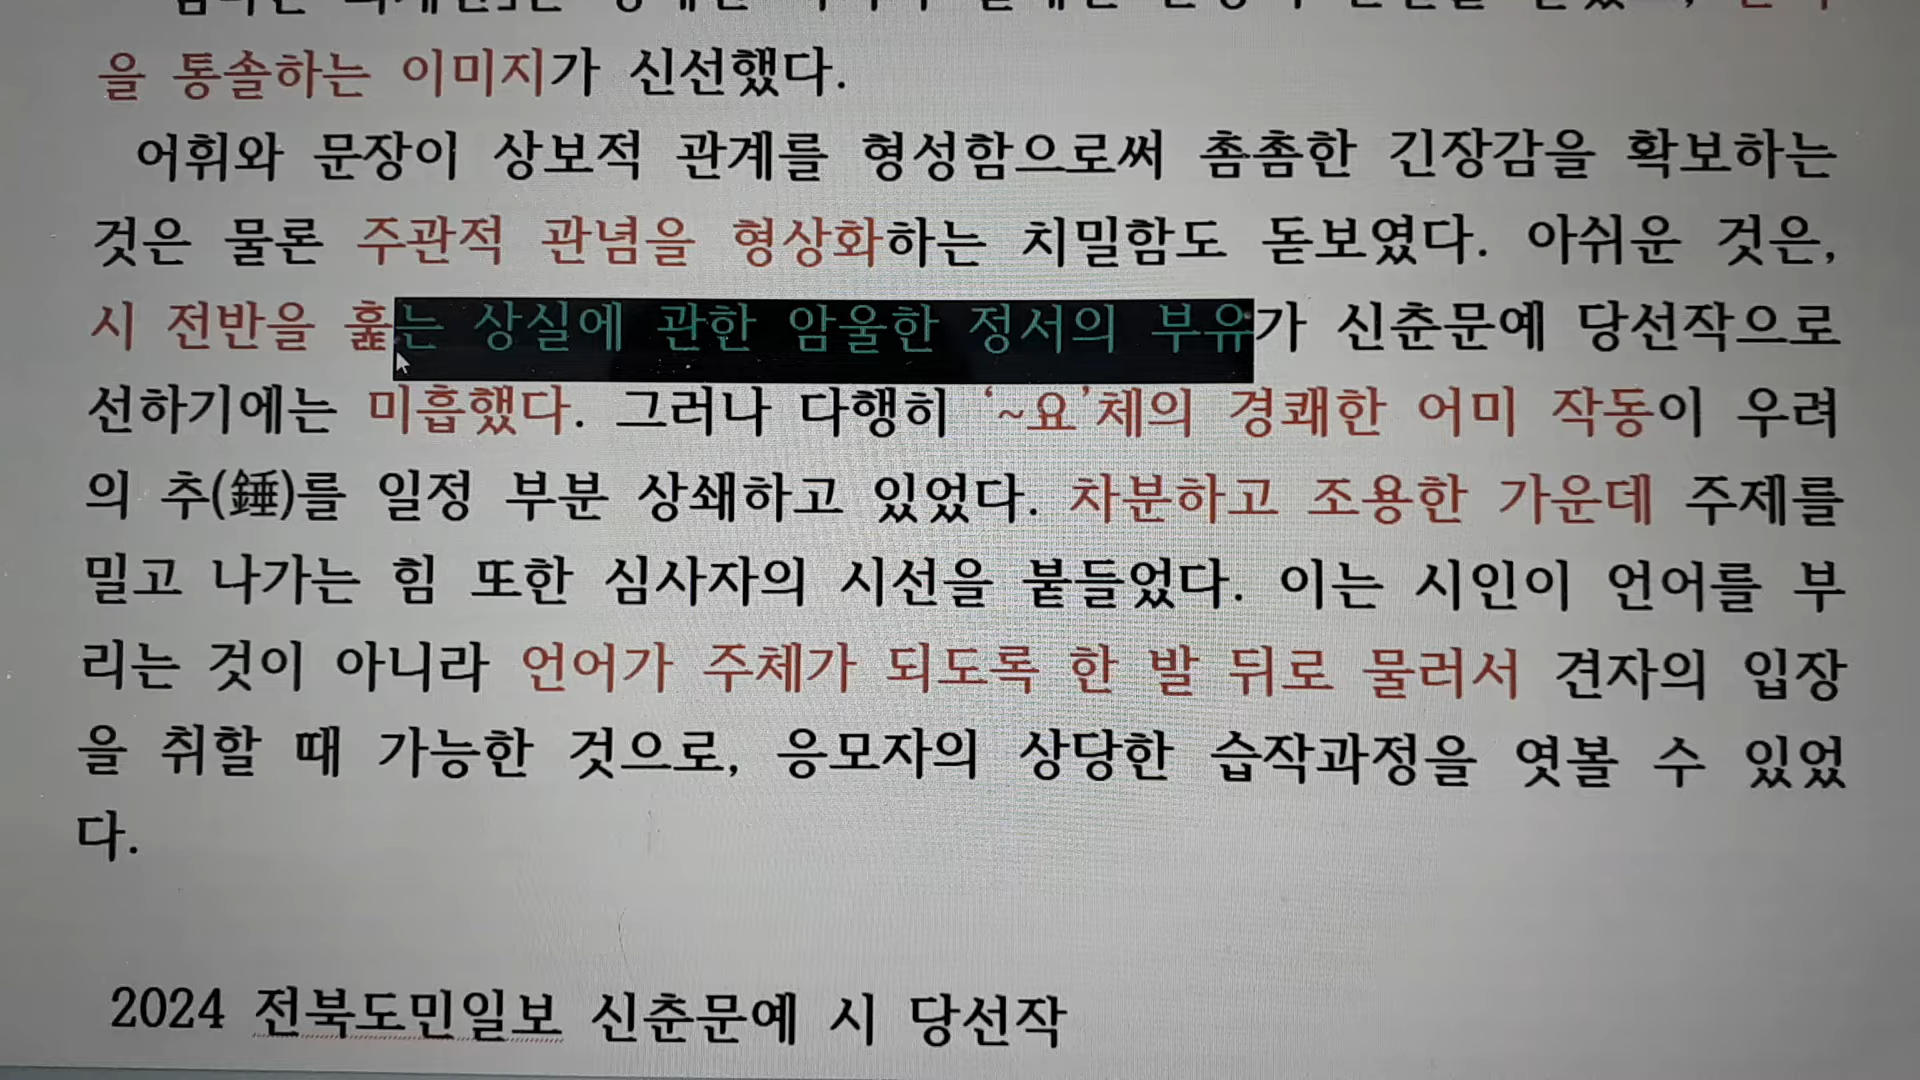 을 통솔하는 이미지가 신선했다.
어휘와 문장이 상보적 관계를 형성함으로써 촘촘한 긴장감을 확보하는
것은 물론 주관적 관념을 형상화하는 치밀함도 돋보였다. 아쉬운 것은,
시 전반을 훑는 상실에 관한 암울한 정서의 부유가 신춘문예 당선작으로
선하기에는 미흡했다. 그러나 다행히 ‘~요’체의 경쾌한 어미 작동이 우려
의 추(錘)를 일정 부분 상쇄하고 있었다. 차분하고 조용한 가운데 주제를
밀고 나가는 힘 또한 심사자의 시선을 붙들었다. 이는 시인이 언어를 부
리는 것이 아니라 언어가 주체가 되도록 한 발 뒤로 물러서 견자의 입장
을 취할 때 가능한 것으로, 응모자의 상당한 습작과정을 엿볼 수 있었
다.
2024 전북도민일보 신춘문예 시 당선작